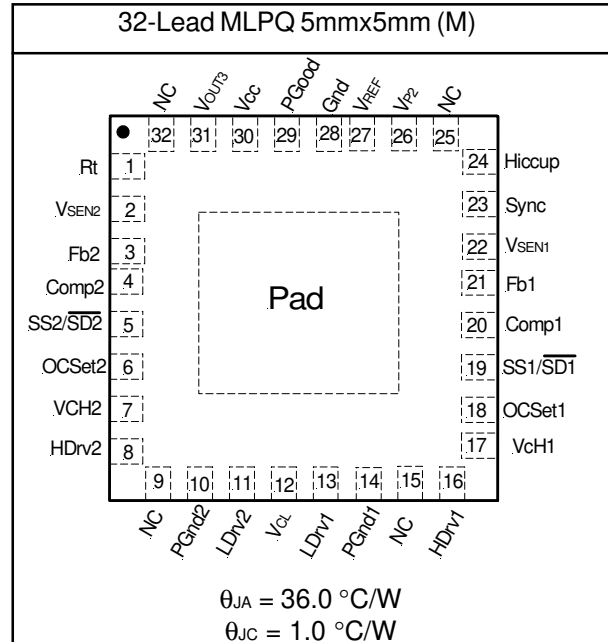 32-Lead MLPQ 5mmx5mm (M)
NC VOUT3 Vcc PGood Gnd VREF VP2 NC
32 31 30 29 28 27 26 25
Rt 1
VSEN2 2
Fb2 3
Comp2 4
SS2/SD2 5
OCSet2 6
VCH2 7
HDrv2 8
Pad
24 Hiccup
23 Sync
22 VSEN1
21 Fb1
20 Comp1
19 SS1/SD1
18 OCSet1
17 VcH1
9 10 11 12 13 14 15 16
NC PGnd2 LDrv2 VCL LDrv1 PGnd1 NC HDrv1
θJA = 36.0 °C/W
θJC = 1.0 °C/W